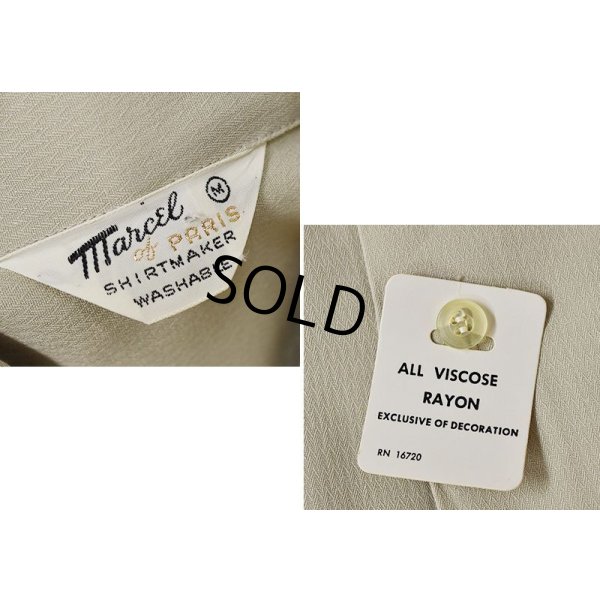 Marcel
M
of PARIS
SHIRTMAKER
WASHABLE
SOLD
ALL VISCOSE
RAYON
EXCLUSIVE OF DECORATION
RN 16720